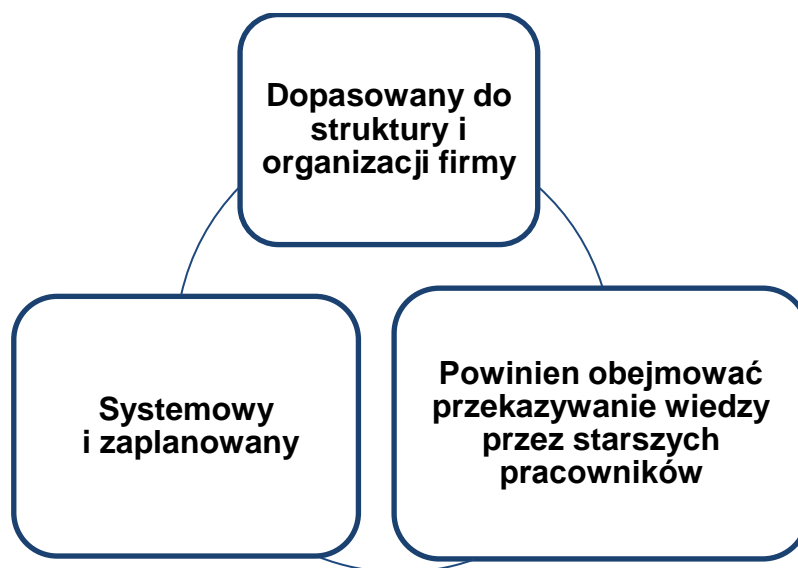 Dopasowany do
struktury i
organizacji firmy
Systemowy
i zaplanowany
Powinien obejmować
przekazywanie wiedzy
przez starszych
pracowników